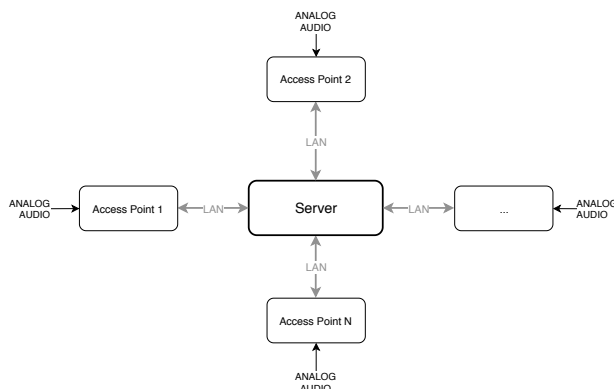 ANALOG
AUDIO
Access Point 2
LAN
ANALOG
AUDIO
Access Point 1
LAN
Server
LAN
...
ANALOG
AUDIO
LAN
Access Point N
ANALOG
AUDIO